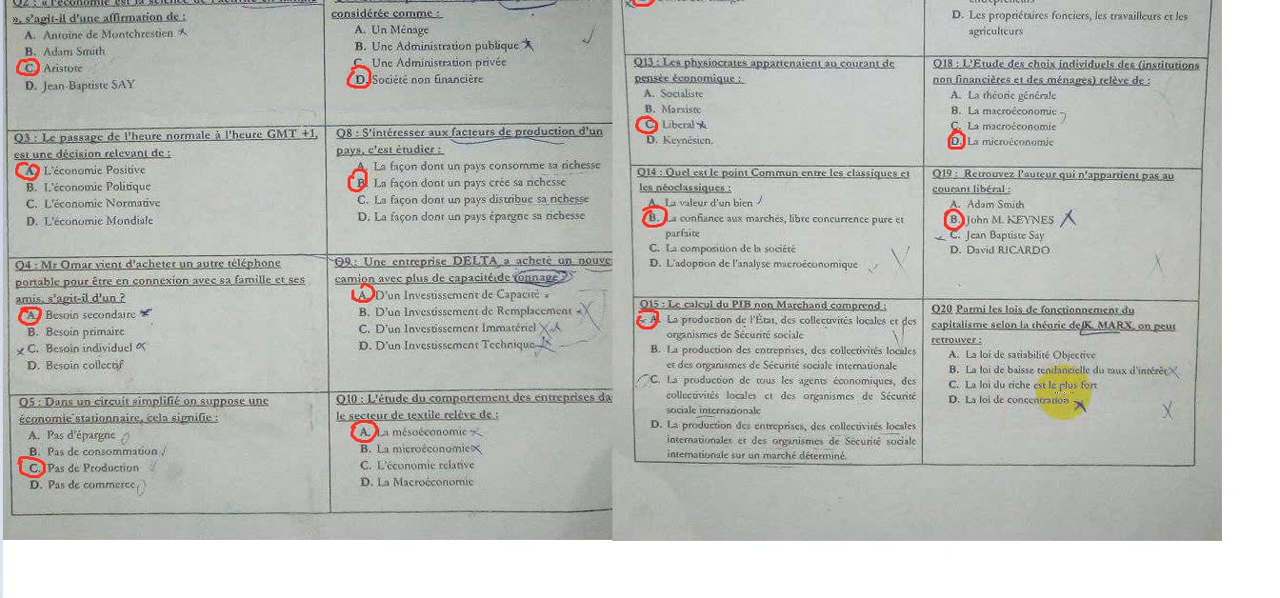 Q2 : « l'économie est la science de l'activité en
», s'agit-il d'une affirmation de :
A. Antoine de Montchrestien
B. Adam Smith
C. Aristote
D. Jean-Baptiste SAY
Q3 : Le passage de l'heure normale à l'heure GMT +1,
est une décision relevant de :
A. L'économie Positive
B. L'économie Politique
C. L'économie Normative
D. L'économie Mondiale
Q4 : Mr Omar vient d'acheter un autre téléphone
portable pour être en connexion avec sa famille et ses
amis, s'agit-il d'un ?
A. Besoin secondaire
B. Besoin primaire
C. Besoin individuel
D. Besoin collectif
Q5 : Dans un circuit simplifié on suppose une
économie stationnaire, cela signifie :
A. Pas d'épargne
B. Pas de consommation
C. Pas de Production
D. Pas de commerce
considérée comme :
A. Un Ménage
B. Une Administration publique
C. Une Administration privée
D. Société non financière
Q8 : S'intéresser aux facteurs de production d'un
pays, c'est étudier :
A. La façon dont un pays consomme sa richesse
B. La façon dont un pays crée sa richesse
C. La façon dont un pays distribue sa richesse
D. La façon dont un pays épargne sa richesse
Q9 : Une entreprise DELTA a acheté un nouve
camion avec plus de capacité de tonnage
A. D'un Investissement de Capacité
B. D'un Investissement de Remplacement
C. D'un Investissement Immatériel
D. D'un Investissement Technique
Q10 : L'étude du comportement des entreprises da
le secteur de textile relève de :
A. La mésoéconomie
B. La microéconomie
C. L'économie relative
D. La Macroéconomie
Q13 : Les physiocrates appartenaient au courant de
pensée économique :
A. Socialiste
B. Marxiste
C. Liberal
D. Keynésien.
Q14 : Quel est le point Commun entre les classiques et
les néoclassiques :
A. La valeur d'un bien
B. La confiance aux marchés, libre concurrence pure et
parfaite
C. La composition de la société
D. L'adoption de l'analyse macroéconomique
Q15 : Le calcul du PIB non Marchand comprend :
A. La production de l'État, des collectivités locales et des
organismes de Sécurité sociale
B. La production des entreprises, des collectivités locales
et des organismes de Sécurité sociale internationale
C. La production de tous les agents économiques, des
collectivités locales et des organismes de Sécurité
sociale internationale
D. La production des entreprises, des collectivités locales
internationales et des organismes de Sécurité sociale
internationale sur un marché déterminé.
D. Les propriétaires fonciers, les travailleurs et les
agriculteurs
Q18 : L'Etude des choix individuels des (institutions
non financières et des ménages) relève de :
A. La théorie générale
B. La macroéconomie
C. La macroéconomie
D. La microéconomie
Q19 : Retrouvez l'auteur qui n'appartient pas au
courant libéral :
A. Adam Smith
B. John M. KEYNES
C. Jean Baptiste Say
D. David RICARDO
Q20 Parmi les lois de fonctionnement du
capitalisme selon la théorie de K. MARX, on peut
retrouver :
A. La loi de satiabilité Objective
B. La loi de baisse tendancielle du taux d'intérêt
C. La loi du riche est le plus fort
D. La loi de concentration